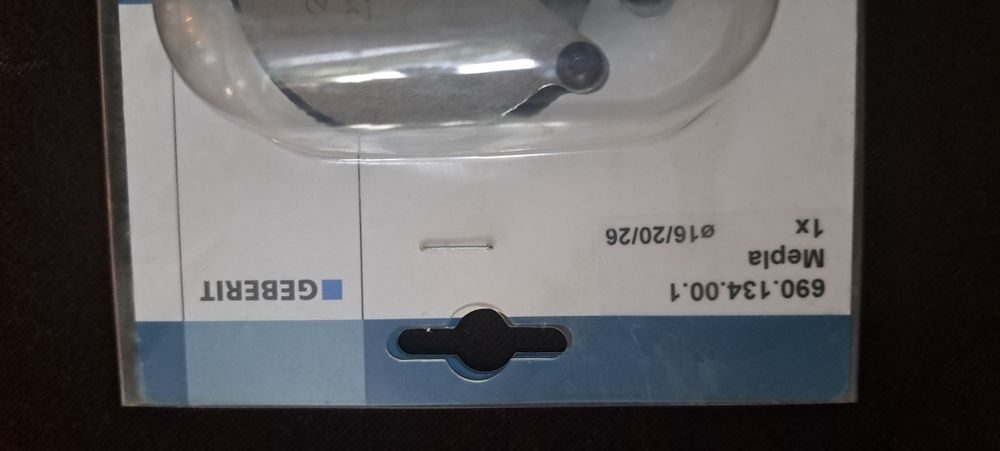 GEBERIT
690.134.00.1
Mepla
1x
ø16/20/26